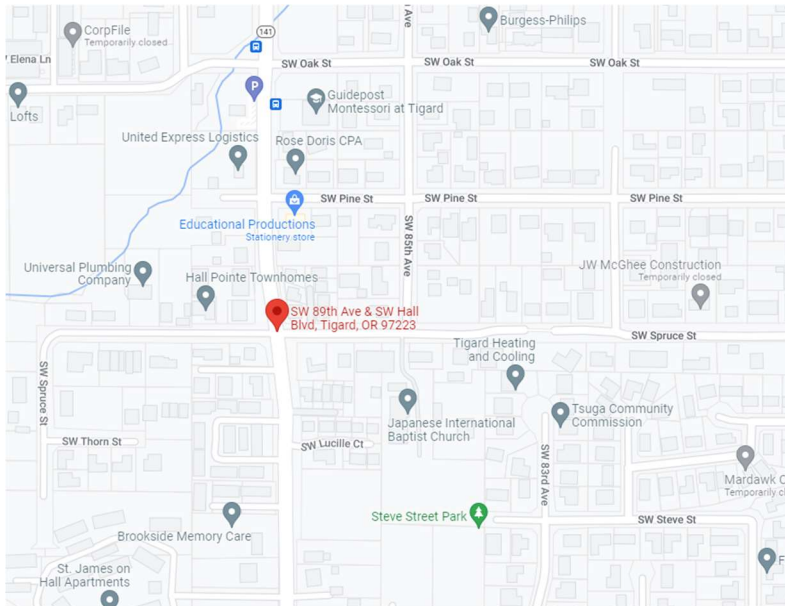 CorpFile
Temporarily closed
141
Ave
Burgess-Philips
Elena Ln
SW Oak St
SW Oak St
SW Oak St
P
Lofts
Guidepost
Montessori at Tigard
United Express Logistics
Rose Doris CPA
SW Pine St
SW Pine St
SW Pine St
Educational Productions
Stationery store
SW 85th Ave
Universal Plumbing
Company
Hall Pointe Townhomes
JW McGhee Construction
Temporarily closed
SW 89th Ave & SW Hall
Blvd, Tigard, OR 97223
SW Spruce St
Tigard Heating
and Cooling
SW Spruce St
Japanese International
Baptist Church
Tsuga Community
Commission
SW Thorn St
SW Lucille Ct
SW 83rd Ave
Mardawk C
Temporarily cl
Steve Street Park
SW Steve St
Brookside Memory Care
St. James on
Hall Apartments
F